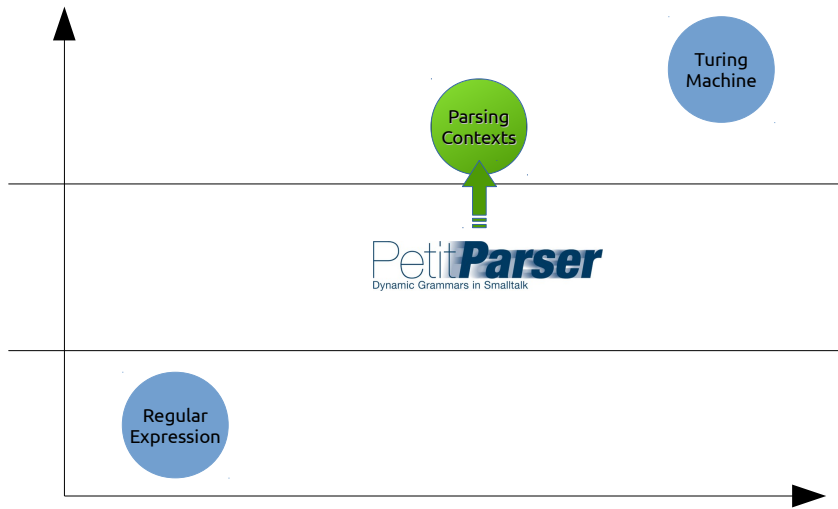 Turing
Machine
Parsing
Contexts
PetitParser
Dynamic Grammars in Smalltalk
Regular
Expression